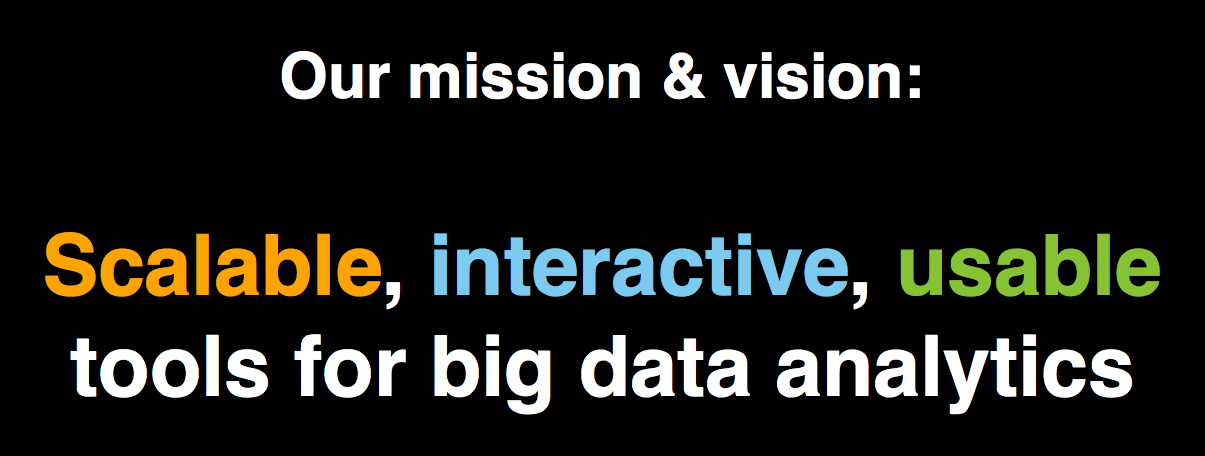 Our mission & vision:
Scalable, interactive, usable
tools for big data analytics